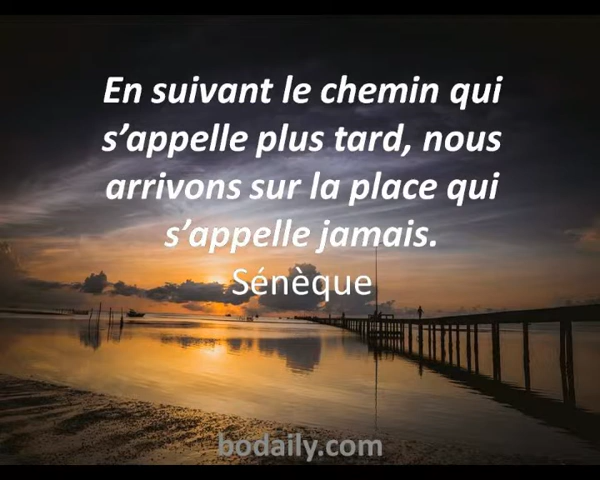 En suivant le chemin qui
s’appelle plus tard, nous
arrivons sur la place qui
s’appelle jamais.
Sénèque
bodaily.com